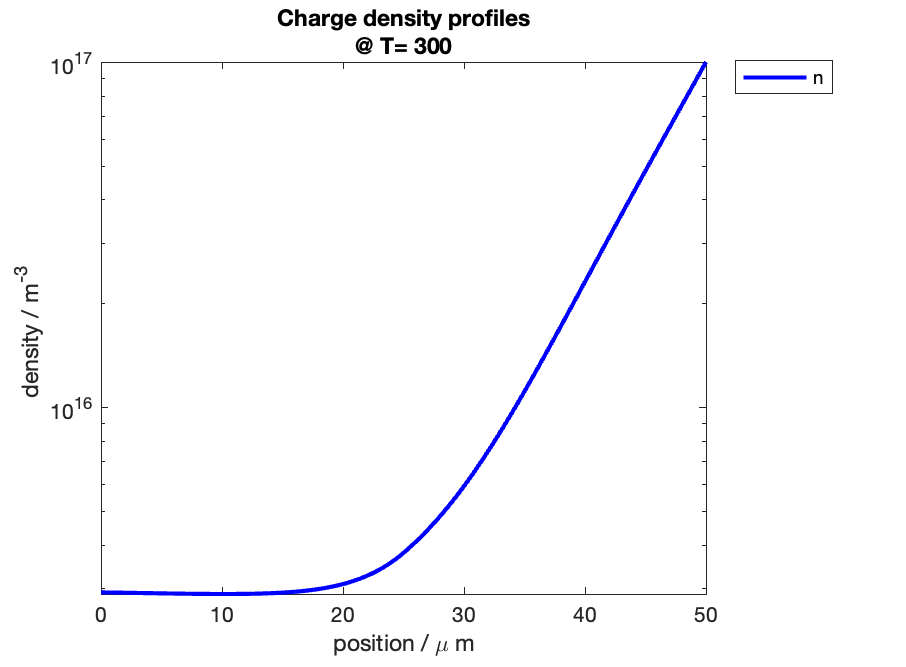 Charge density profiles
@ T= 300
n
10^17
10^16
density / m^-3
0 10 20 30 40 50
position / μ m